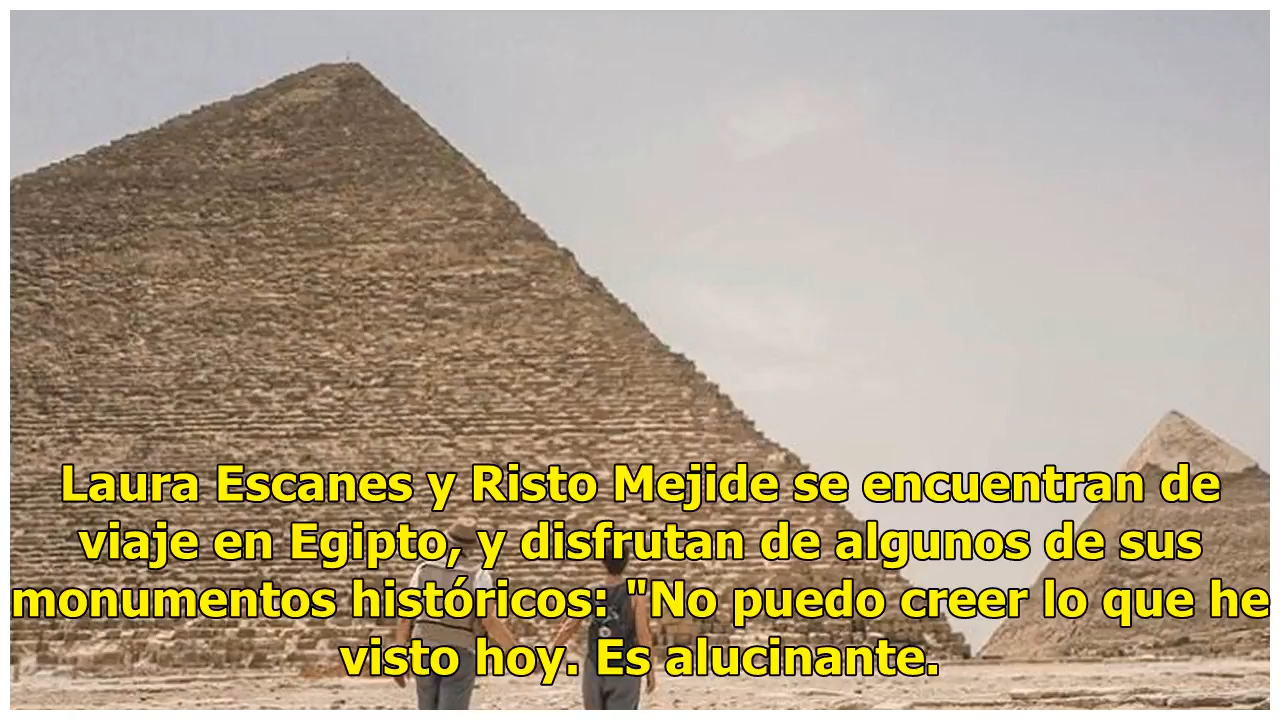 Laura Escanes y Risto Mejide se encuentran de
viaje en Egipto, y disfrutan de algunos de sus
monumentos históricos: "No puedo creer lo que he
visto hoy. Es alucinante.